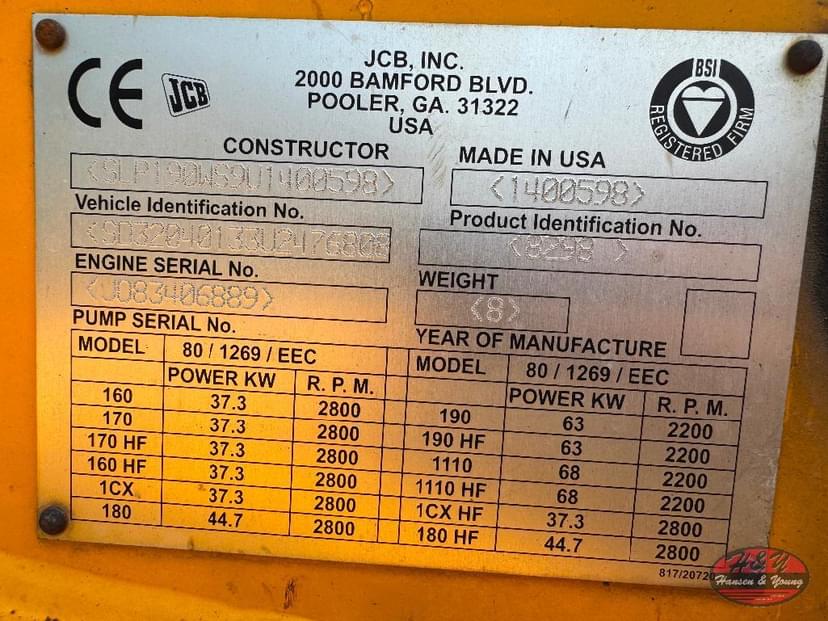 CE JCB
JCB, INC.
2000 BAMFORD BLVD.
POOLER, GA. 31322
USA
BSI
REGISTERED FIRM
CONSTRUCTOR
MADE IN USA
<SLP190WS9U1400598>
<1400598>
Vehicle Identification No.
Product Identification No.
<8298 >
ENGINE SERIAL No.
WEIGHT
<U083406889>
<8>
PUMP SERIAL No.
YEAR OF MANUFACTURE
MODEL 80 / 1269 / EEC
POWER KW R. P. M.
160 37.3 2800
170 37.3 2800
170 HF 37.3 2800
160 HF 37.3 2800
1CX 37.3 2800
180 44.7 2800
MODEL 80 / 1269 / EEC
POWER KW R. P. M.
190 63 2200
190 HF 63 2200
1110 68 2200
1110 HF 68 2200
1CX HF 37.3 2800
180 HF 44.7 2800
H&Y
Hansen & Young